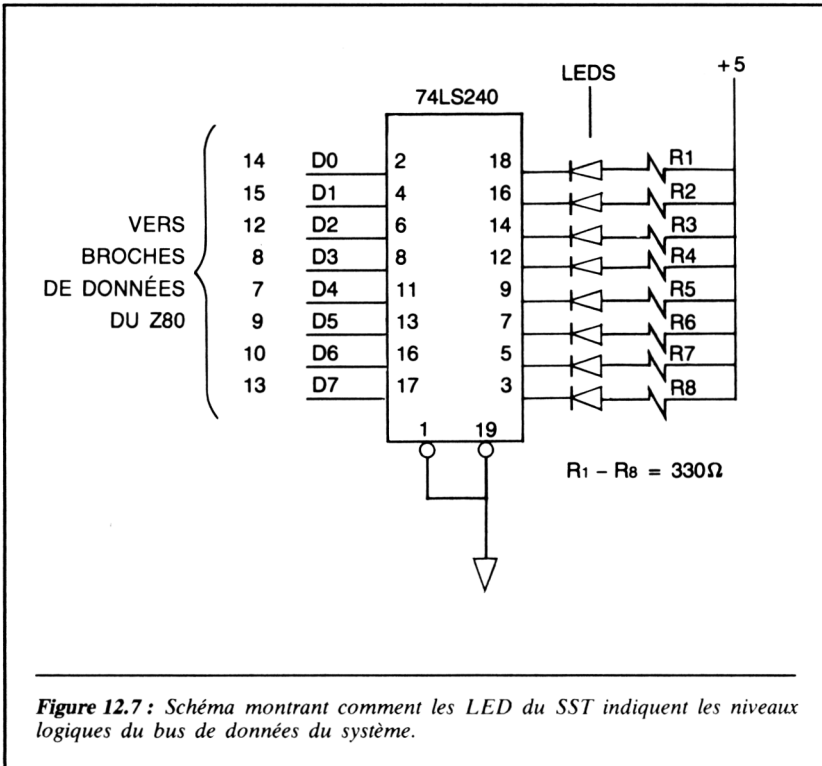 LEDS
+5
74LS240
14 D0 2 18 R1
15 D1 4 16 R2
VERS 12 D2 6 14 R3
BROCHES 8 D3 8 12 R4
DE DONNÉES 7 D4 11 9 R5
DU Z80 9 D5 13 7 R6
10 D6 16 5 R7
13 D7 17 3 R8
1 19
R1 – R8 = 330Ω
Figure 12.7 : Schéma montrant comment les LED du SST indiquent les niveaux
logiques du bus de données du système.